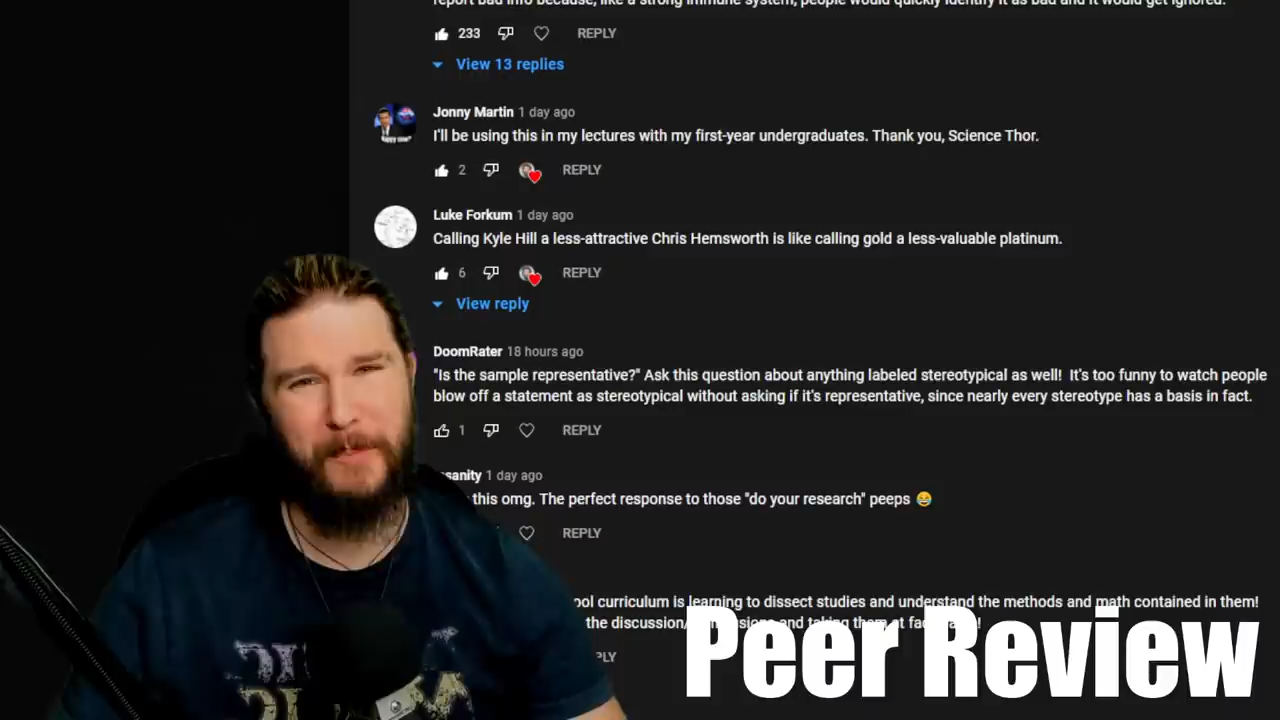 report bad info because, like a strong immune system, people would quickly identify it as bad and it would get ignored.
233 REPLY
View 13 replies
Jonny Martin 1 day ago
I'll be using this in my lectures with my first-year undergraduates. Thank you, Science Thor.
2 REPLY
Luke Forkum 1 day ago
Calling Kyle Hill a less-attractive Chris Hemsworth is like calling gold a less-valuable platinum.
6 REPLY
View reply
DoomRater 18 hours ago
"Is the sample representative?" Ask this question about anything labeled stereotypical as well! It's too funny to watch people
blow off a statement as stereotypical without asking if it's representative, since nearly every stereotype has a basis in fact.
1 REPLY
sanity 1 day ago
this omg. The perfect response to those "do your research" peeps 😂
REPLY
ool curriculum is learning to dissect studies and understand the methods and math contained in them!
the discussion/ and taking them at
PLY
Peer Review